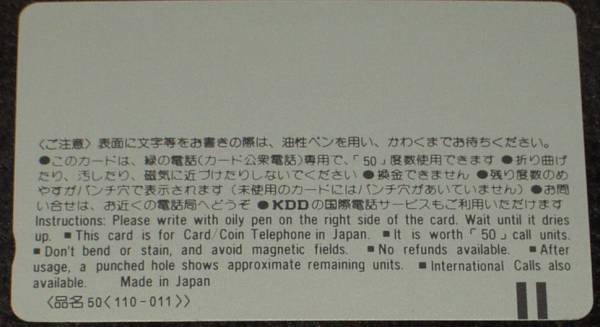 〈ご注意〉表面に文字等をお書きの際は、油性ペンを用い、かわくまでお待ちください。
●このカードは、緑の電話(カード公衆電話)専用で、「50」度数使用できます ●折り曲げ
たり、汚したり、磁気に近づけたりしないでください ●換金できません ●残り度数のめ
やすがパンチ穴で表示されます（未使用のカードにはパンチ穴があいていません）●お問
い合せは、お近くの電話局へどうぞ ●KDDの国際電話サービスもご利用いただけます
Instructions: Please write with oily pen on the right side of the card. Wait until it dries
up. ■This card is for Card/Coin Telephone in Japan. ■It is worth「50」call units.
■Don't bend or stain, and avoid magnetic fields. ■No refunds available. ■After
usage, a punched hole shows approximate remaining units. ■International Calls also
available. Made in Japan
〈品名50〈110-011〉〉